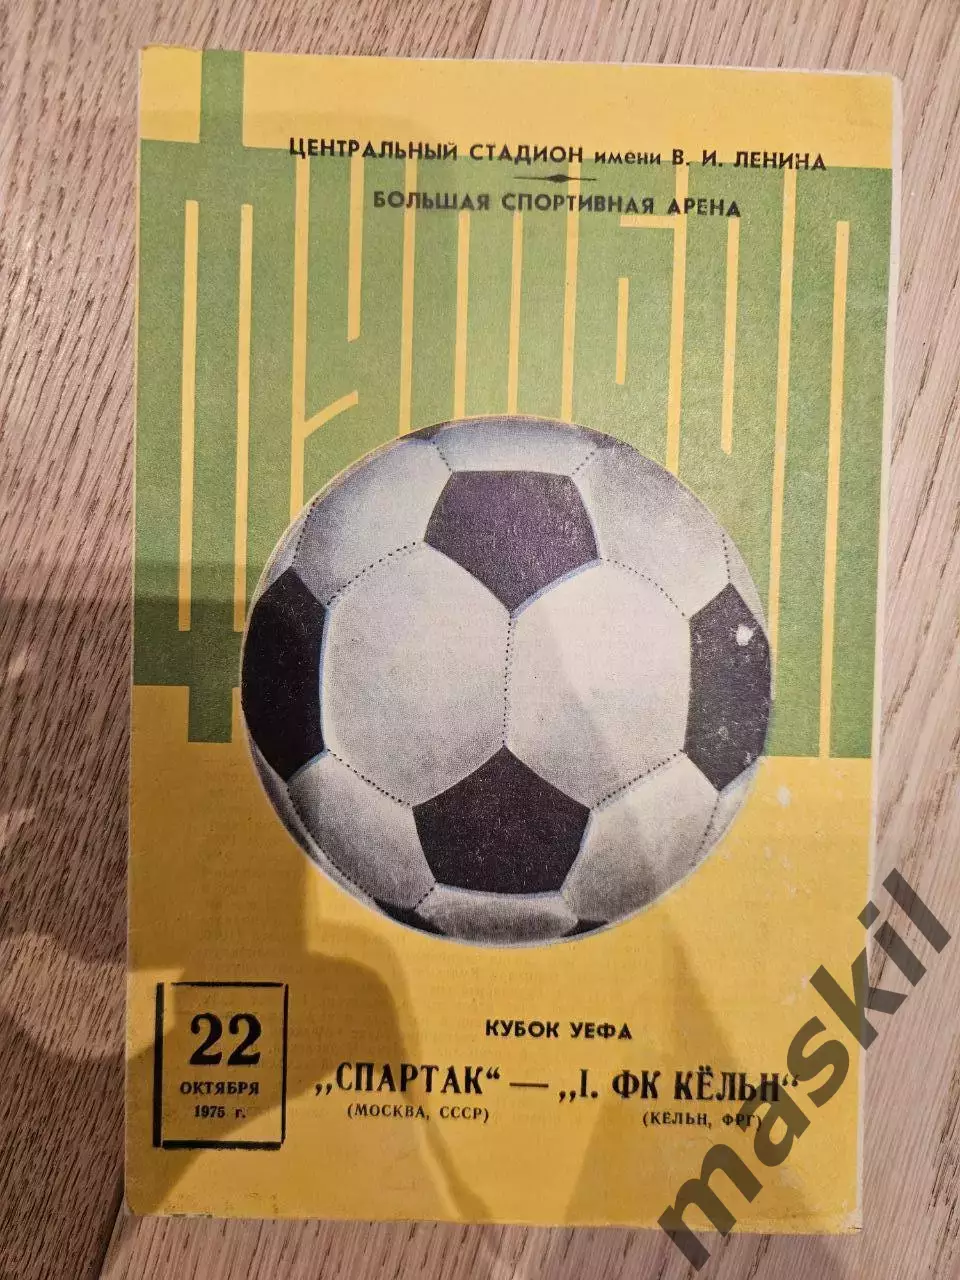 ЦЕНТРАЛЬНЫЙ СТАДИОН имени В. И. ЛЕНИНА
БОЛЬШАЯ СПОРТИВНАЯ АРЕНА
ФУТБОЛ
22
ОКТЯБРЯ
1975 г.
КУБОК УЕФА
„СПАРТАК“ — „I. ФК КЁЛЬН“
(МОСКВА, СССР) (КЕЛЬН, ФРГ)
maskil